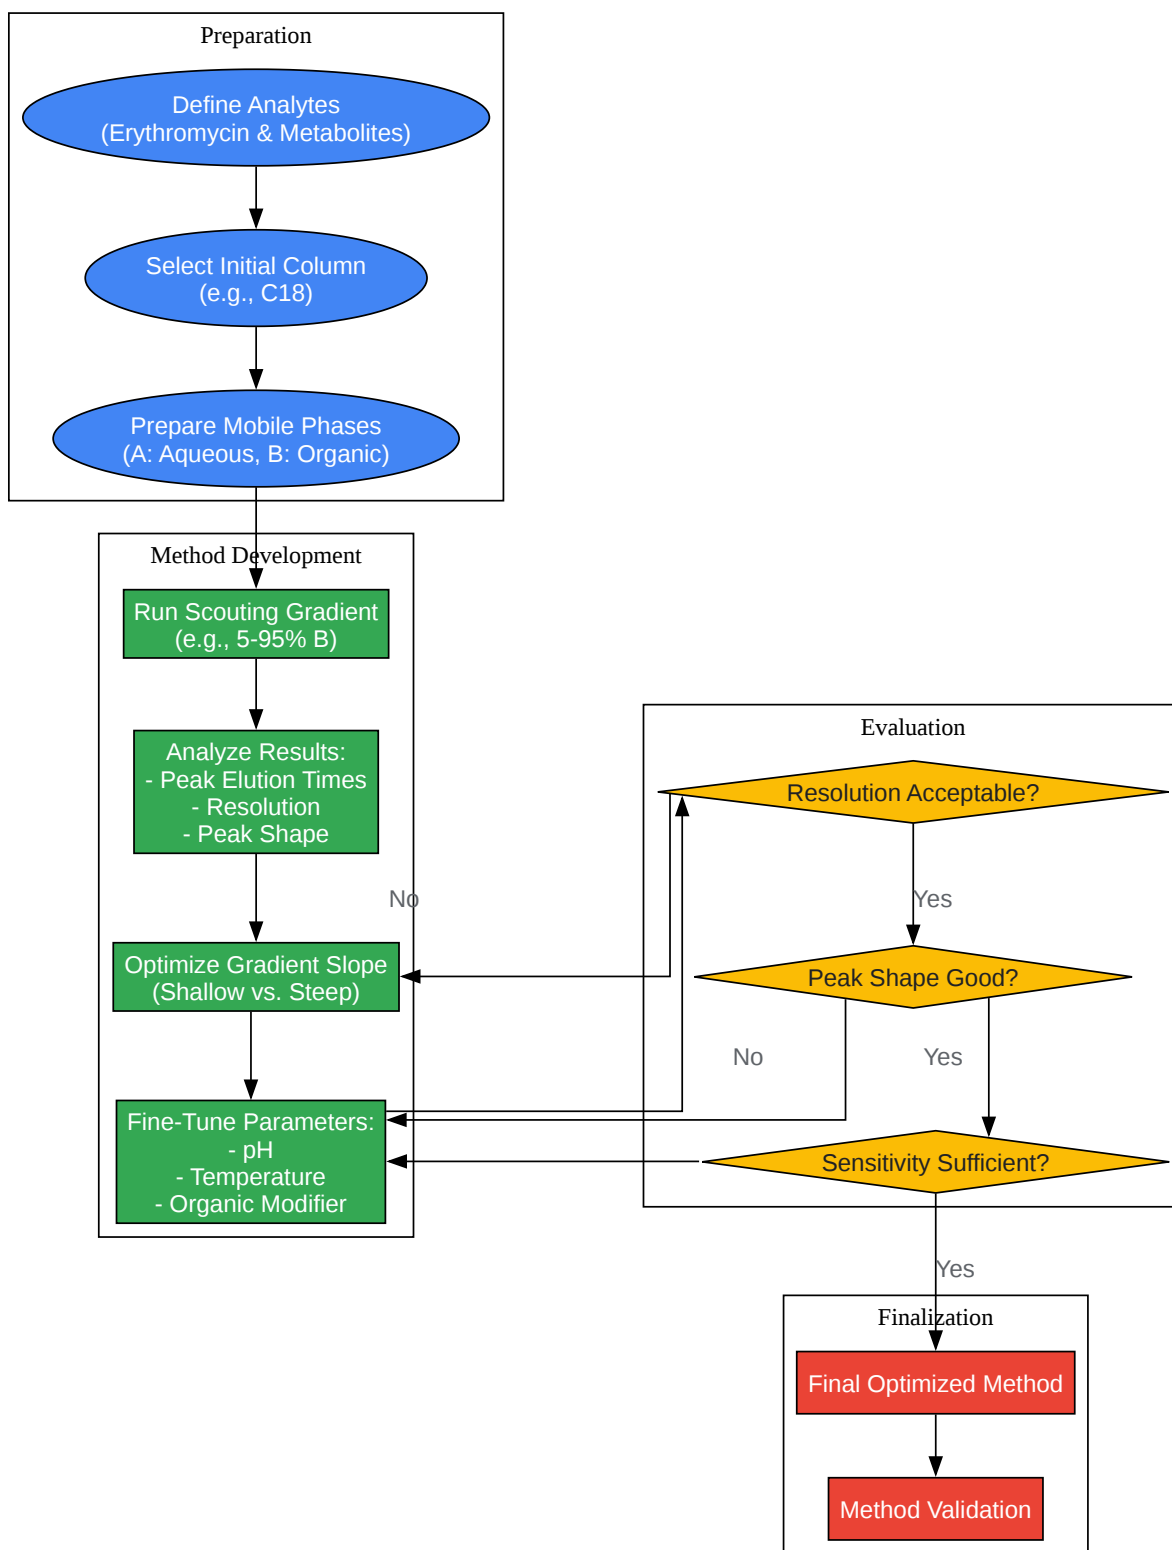 Preparation
Define Analytes
(Erythromycin & Metabolites)
Select Initial Column
(e.g., C18)
Prepare Mobile Phases
(A: Aqueous, B: Organic)
Method Development
Run Scouting Gradient
(e.g., 5-95% B)
Analyze Results:
- Peak Elution Times
- Resolution
- Peak Shape
No
Optimize Gradient Slope
(Shallow vs. Steep)
Fine-Tune Parameters:
- pH
- Temperature
- Organic Modifier
Evaluation
Resolution Acceptable?
Yes
Peak Shape Good?
No
Yes
Sensitivity Sufficient?
Yes
Finalization
Final Optimized Method
Method Validation